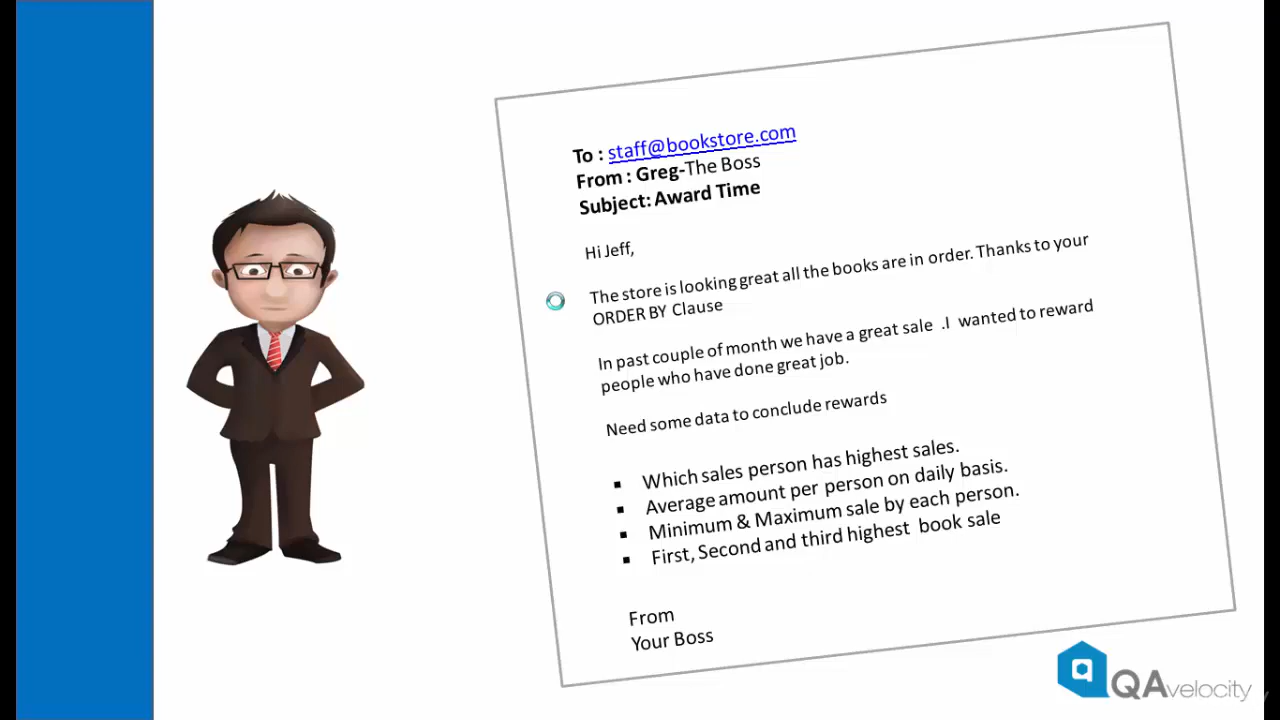 To : staff@bookstore.com
From : Greg-The Boss
Subject: Award Time
Hi Jeff,
The store is looking great all the books are in order. Thanks to your
ORDER BY Clause
In past couple of month we have a great sale .I wanted to reward
people who have done great job.
Need some data to conclude rewards
▪ Which sales person has highest sales.
▪ Average amount per person on daily basis.
▪ Minimum & Maximum sale by each person.
▪ First, Second and third highest book sale
From
Your Boss
q QAvelocity